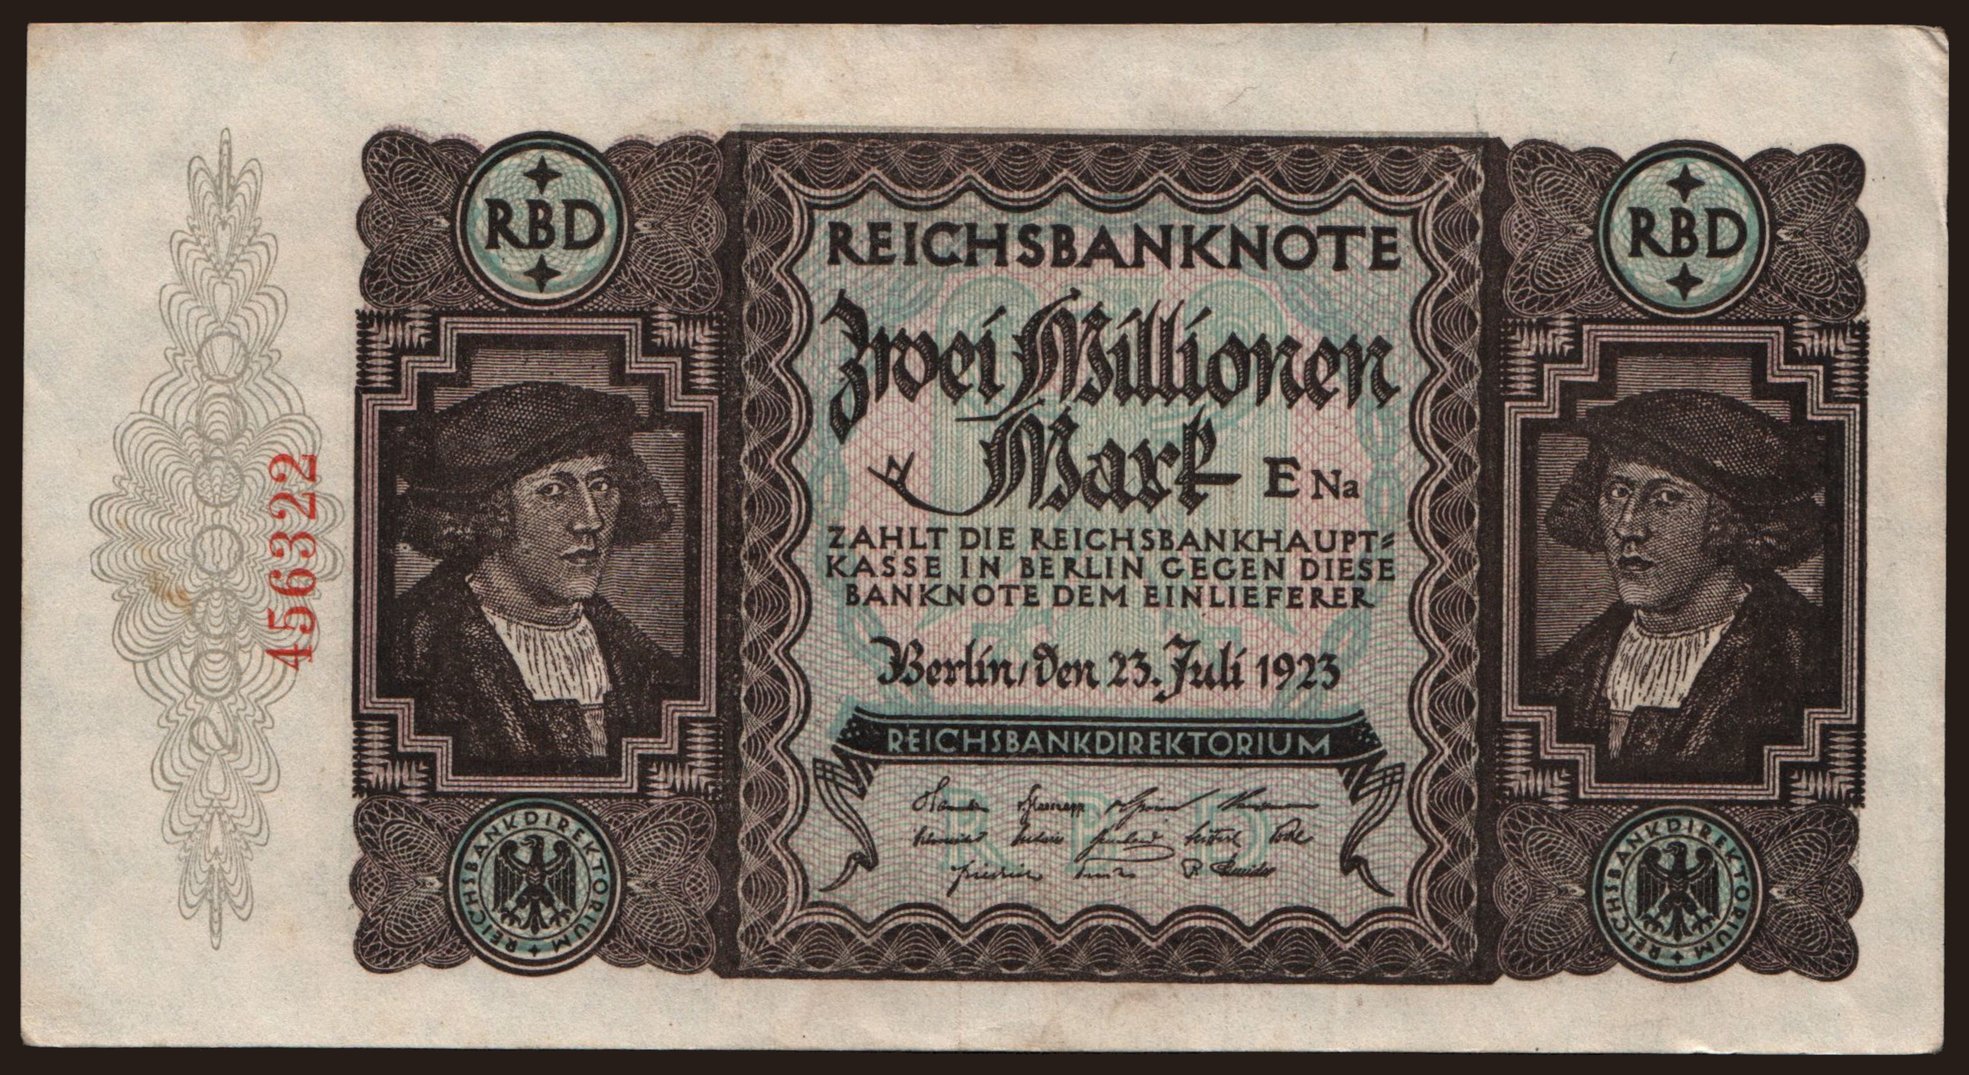 RBD
RBD
REICHSBANKNOTE
Zwei Millionen
Mark E Na
ZAHLT DIE REICHSBANKHAUPT=
KASSE IN BERLIN GEGEN DIESE
BANKNOTE DEM EINLIEFERER
Berlin, den 23. Juli 1923
REICHSBANKDIREKTORIUM
456322
REICHSBANKDIREKTORIUM
REICHSBANKDIREKTORIUM